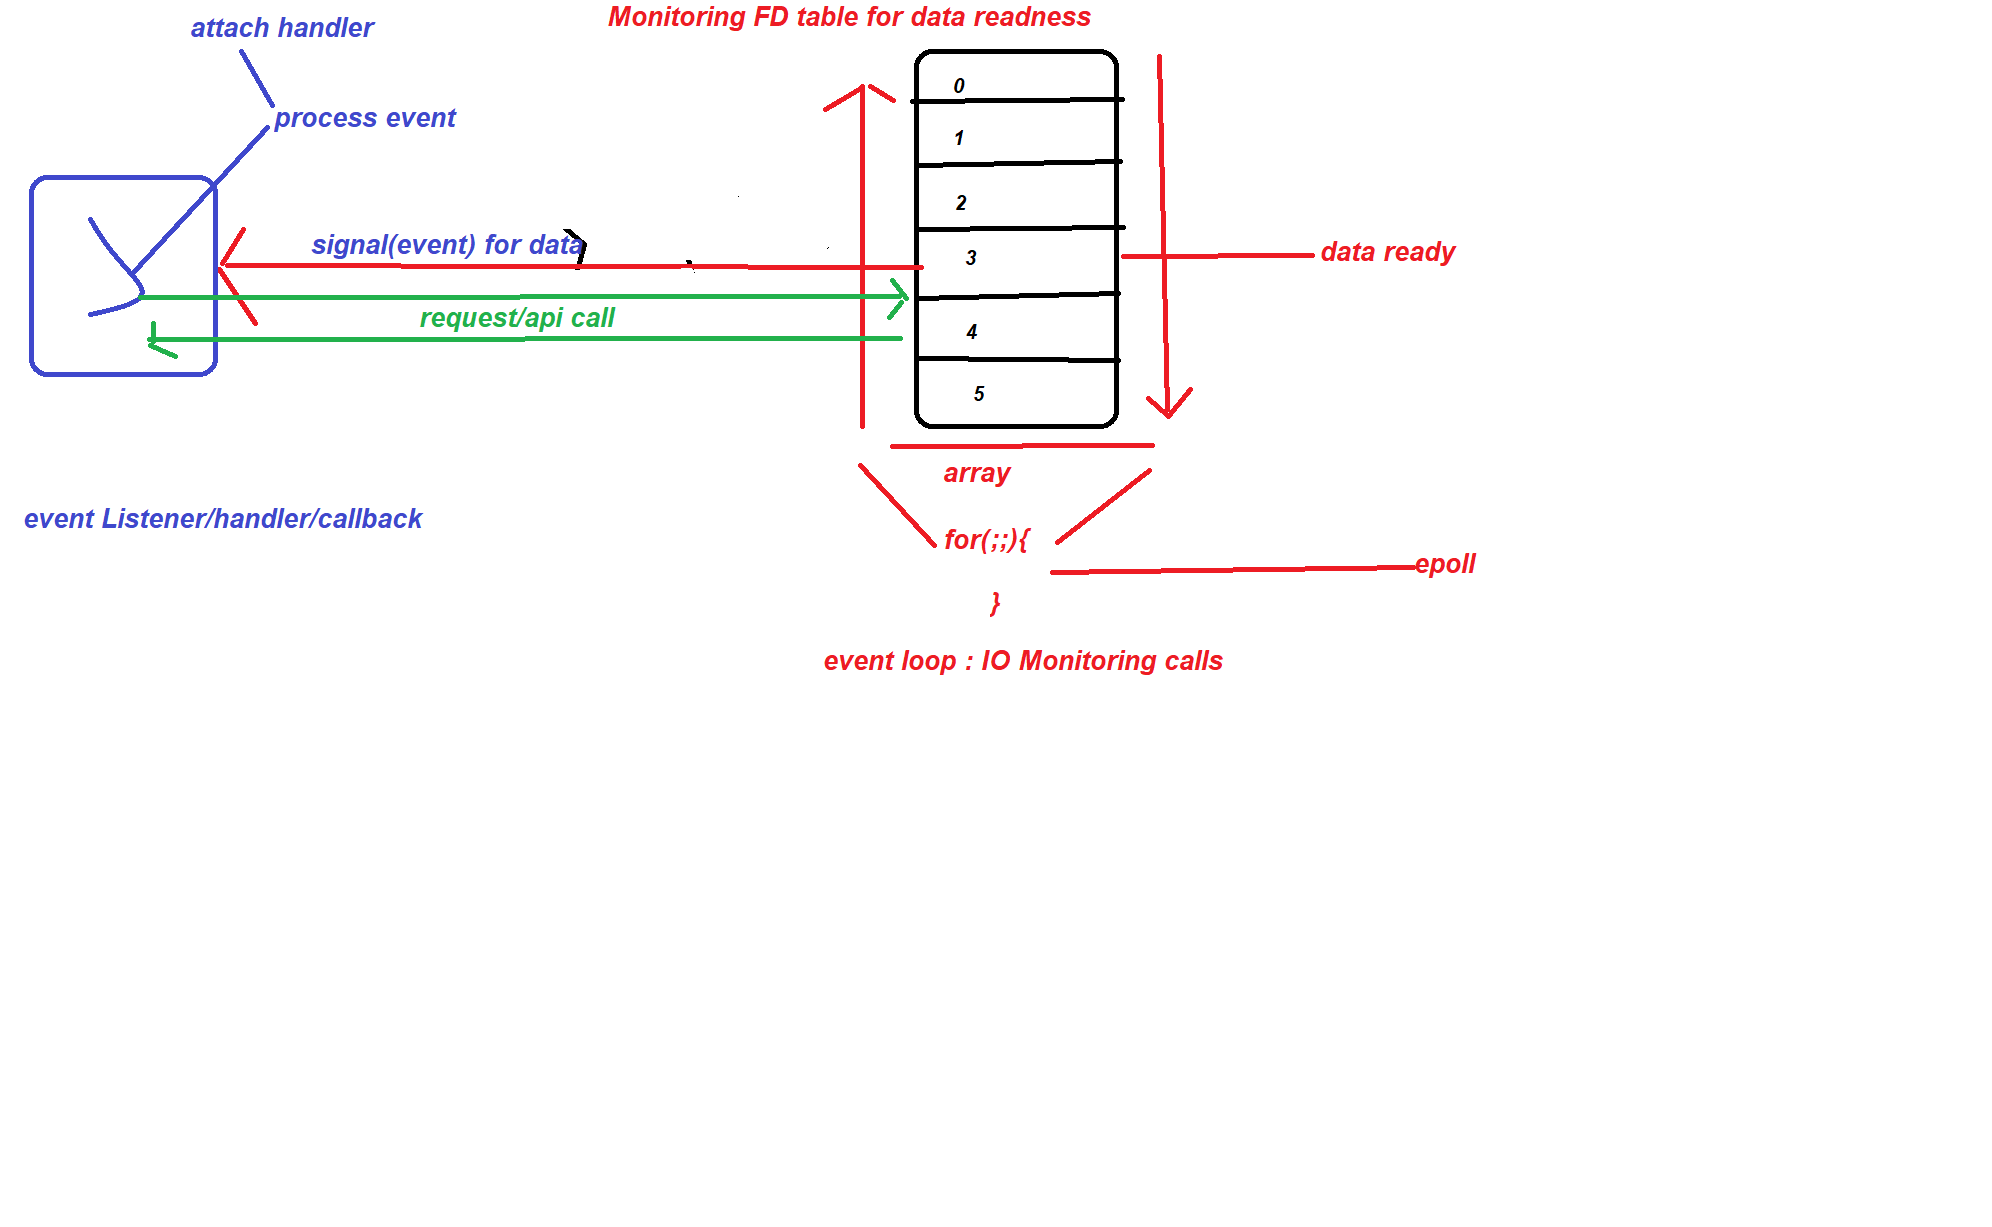 Monitoring FD table for data readness
attach handler
process event
0
1
2
3
4
5
signal(event) for data
data ready
request/api call
array
event Listener/handler/callback
for(;;){
epoll
}
event loop : IO Monitoring calls